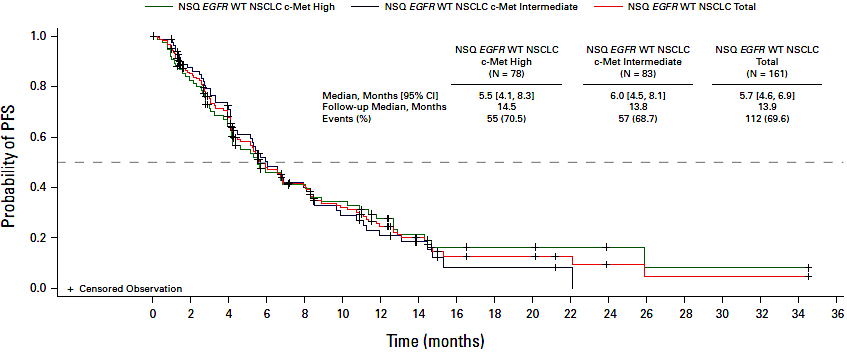 NSQ EGFR WT NSCLC c-Met High NSQ EGFR WT NSCLC c-Met Intermediate NSQ EGFR WT NSCLC Total
NSQ EGFR WT NSCLC NSQ EGFR WT NSCLC NSQ EGFR WT NSCLC
c-Met High c-Met Intermediate Total
(N = 78) (N = 83) (N = 161)
Median, Months [95% CI] 5.5 [4.1, 8.3] 6.0 [4.5, 8.1] 5.7 [4.6, 6.9]
Follow-up Median, Months 14.5 13.8 13.9
Events (%) 55 (70.5) 57 (68.7) 112 (69.6)
Probability of PFS
1.0
0.8
0.6
0.4
0.2
0.0
+ Censored Observation
0 2 4 6 8 10 12 14 16 18 20 22 24 26 28 30 32 34 36
Time (months)